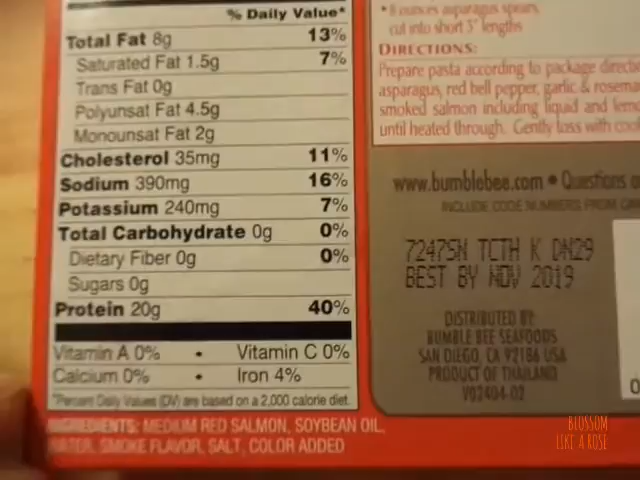 % Daily Value*
Total Fat 8g 13%
Saturated Fat 1.5g 7%
Trans Fat 0g
Polyunsat Fat 4.5g
Monounsat Fat 2g
Cholesterol 35mg 11%
Sodium 390mg 16%
Potassium 240mg 7%
Total Carbohydrate 0g 0%
Dietary Fiber 0g 0%
Sugars 0g
Protein 20g 40%
Vitamin A 0% • Vitamin C 0%
Calcium 0% • Iron 4%
*Percent Daily Values (DV) are based on a 2,000 calorie diet.
INGREDIENTS: MEDIUM RED SALMON, SOYBEAN OIL,
WATER, SMOKE FLAVOR, SALT, COLOR ADDED
• 8 ounces asparagus spears,
cut into short 3" lengths
DIRECTIONS:
Prepare pasta according to package
asparagus, red bell pepper, garlic &
smoked salmon including liquid and
until heated through. Gently toss with
www.bumblebee.com • Questions
INCLUDE CODE NUMBERS FROM
7247SN TCTH K DN29
BEST BY NOV 2019
DISTRIBUTED BY
BUMBLE BEE SEAFOODS
SAN DIEGO, CA 92186 USA
PRODUCT OF THAILAND
V02404-02
BLOSSOM
LIKE A ROSE